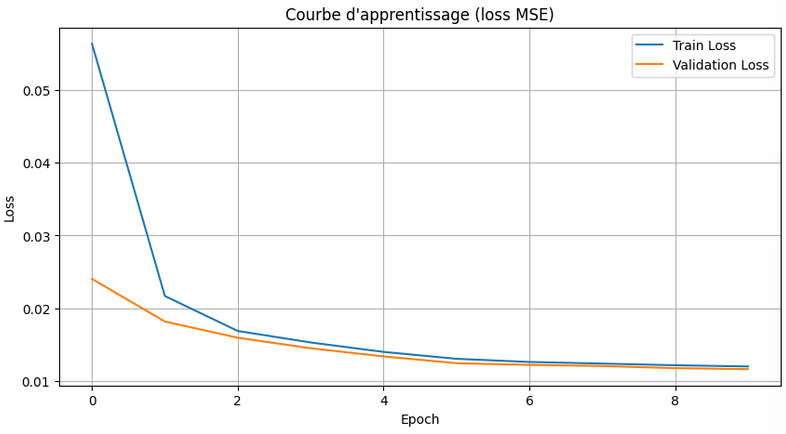 Courbe d'apprentissage (loss MSE)
Train Loss
Validation Loss
0.05
0.04
0.03
0.02
0.01
Loss
0 2 4 6 8
Epoch